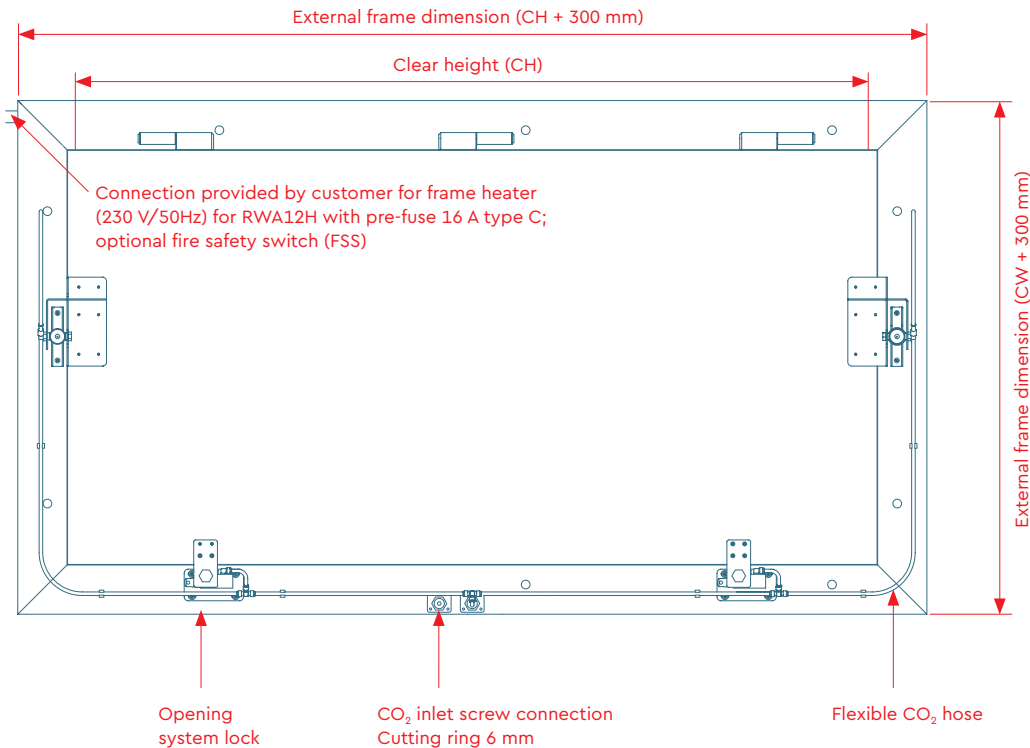 External frame dimension (CH + 300 mm)
Clear height (CH)
Connection provided by customer for frame heater
(230 V/50Hz) for RWA12H with pre-fuse 16 A type C;
optional fire safety switch (FSS)
External frame dimension (CW + 300 mm)
Opening
system lock
CO₂ inlet screw connection
Cutting ring 6 mm
Flexible CO₂ hose